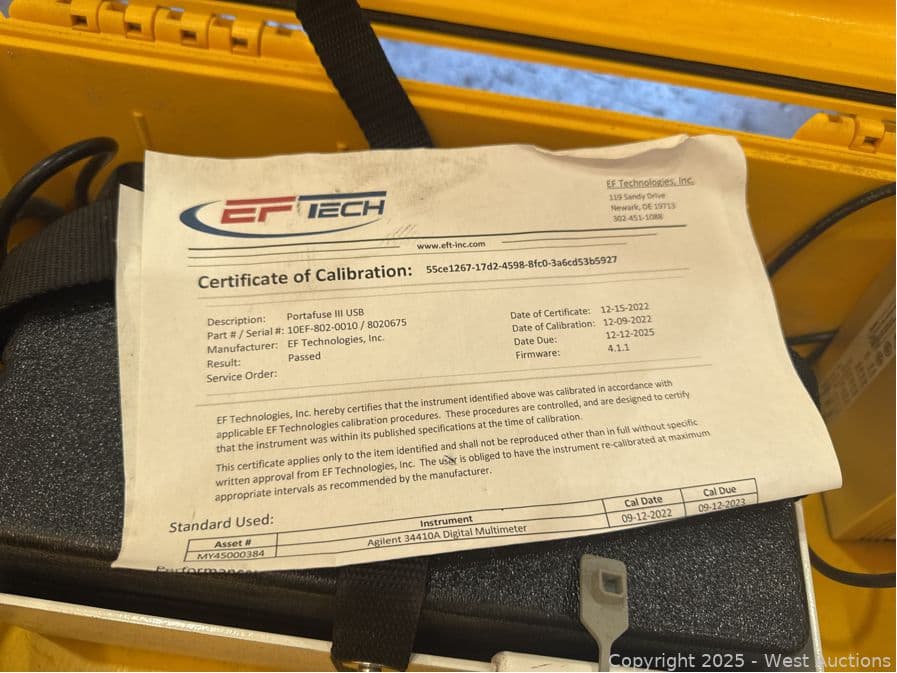 EFTECH
EF Technologies, Inc.
119 Sandy Drive
Newark, DE 19713
302-451-1088
www.eft-inc.com
Certificate of Calibration: 55ce1267-17d2-4598-8fc0-3a6cd53b5927
Description: Portafuse III USB
Part # / Serial #: 10EF-802-0010 / 8020675
Manufacturer: EF Technologies, Inc.
Result: Passed
Service Order:
Date of Certificate: 12-15-2022
Date of Calibration: 12-09-2022
Date Due: 12-12-2025
Firmware: 4.1.1
EF Technologies, Inc. hereby certifies that the instrument identified above was calibrated in accordance with
applicable EF Technologies calibration procedures. These procedures are controlled, and are designed to certify
that the instrument was within its published specifications at the time of calibration.
This certificate applies only to the item identified and shall not be reproduced other than in full without specific
written approval from EF Technologies, Inc. The user is obliged to have the instrument re-calibrated at maximum
appropriate intervals as recommended by the manufacturer.
Standard Used:
Asset # Instrument Cal Date Cal Due
MY45000384 Agilent 34410A Digital Multimeter 09-12-2022 09-12-2023
Copyright 2025 - West Auctions